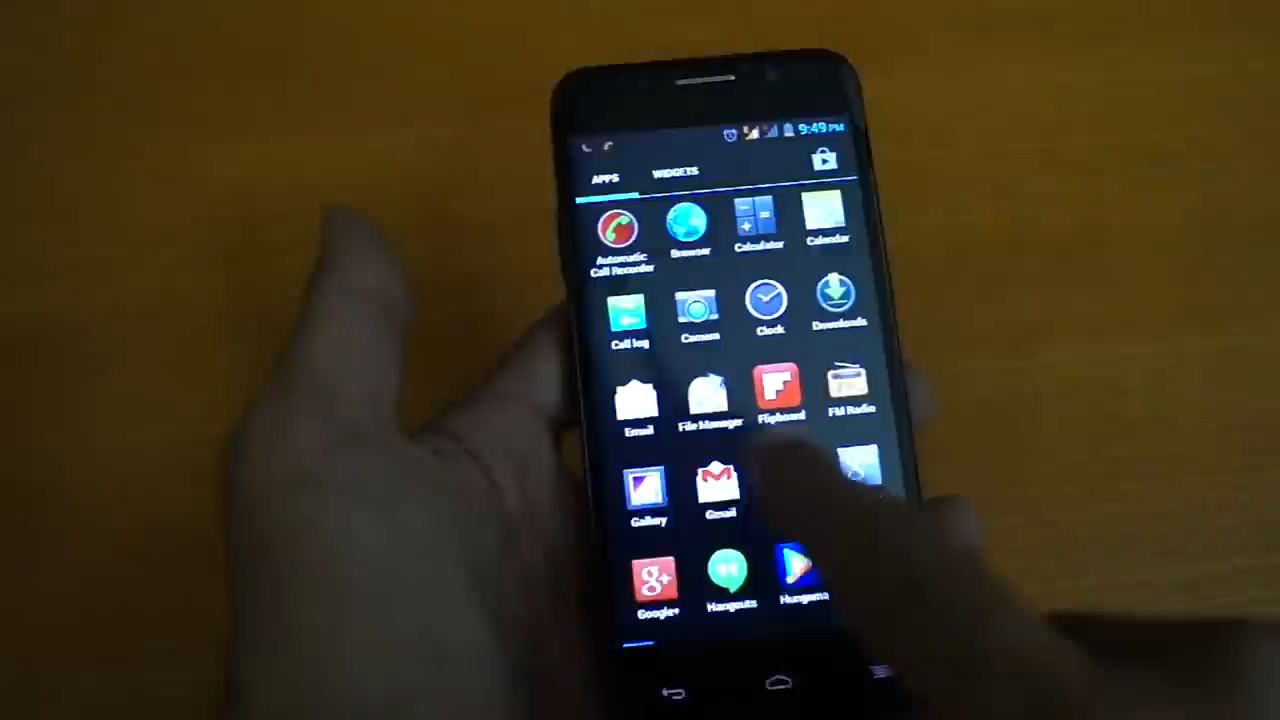 9:49 PM
APPS WIDGETS
Automatic Call Recorder
Browser
Calculator
Calendar
Call log
Camera
Clock
Downloads
Email
File Manager
Flipboard
FM Radio
Gallery
Gmail
g+
Google+
Hangouts
Hungama